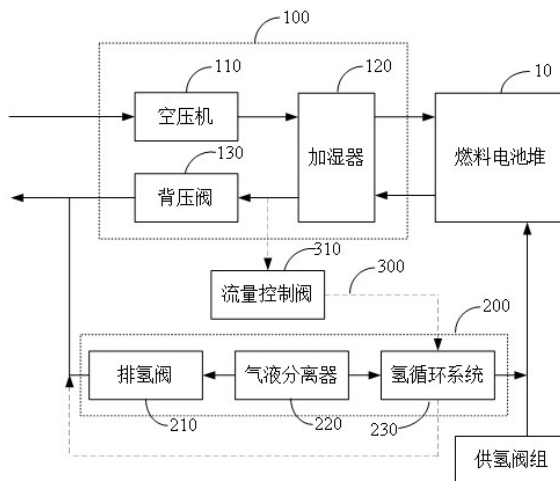 100
110
120
10
空压机
130
加湿器
燃料电池堆
背压阀
310
300
流量控制阀
200
排氢阀
气液分离器
氢循环系统
210
220
230
供氢阀组